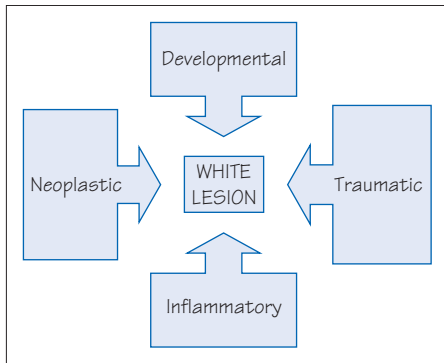 Developmental
Neoplastic
WHITE
LESION
Traumatic
Inflammatory